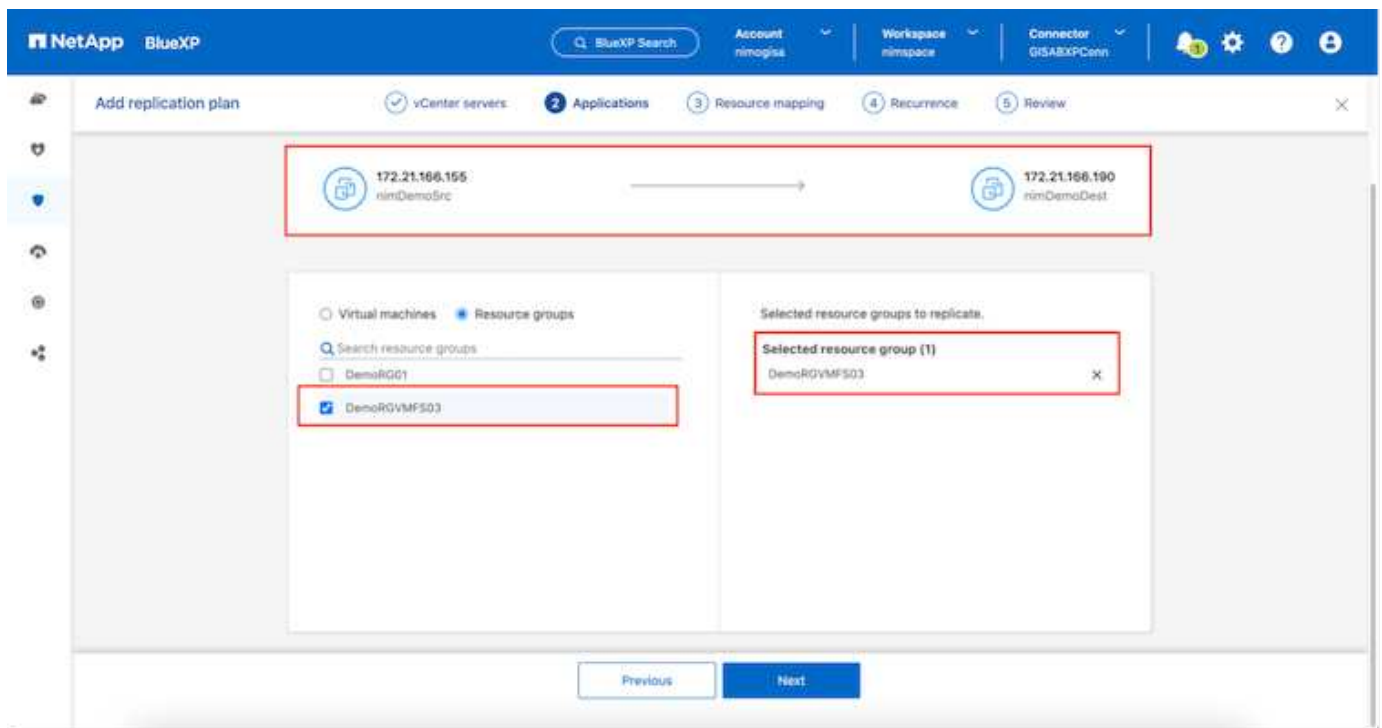 NetApp BlueXP
BlueXP Search
Account
nimogisa
Workspace
nimspace
Connector
GISABXPConn
1
Add replication plan
vCenter servers
2 Applications
3 Resource mapping
4 Recurrence
5 Review
172.21.166.155
nimDemoSrc
172.21.166.190
nimDemoDest
Virtual machines
Resource groups
Search resource groups
DemoRG01
DemoRGVMFS03
Selected resource groups to replicate.
Selected resource group (1)
DemoRGVMFS03
Previous
Next